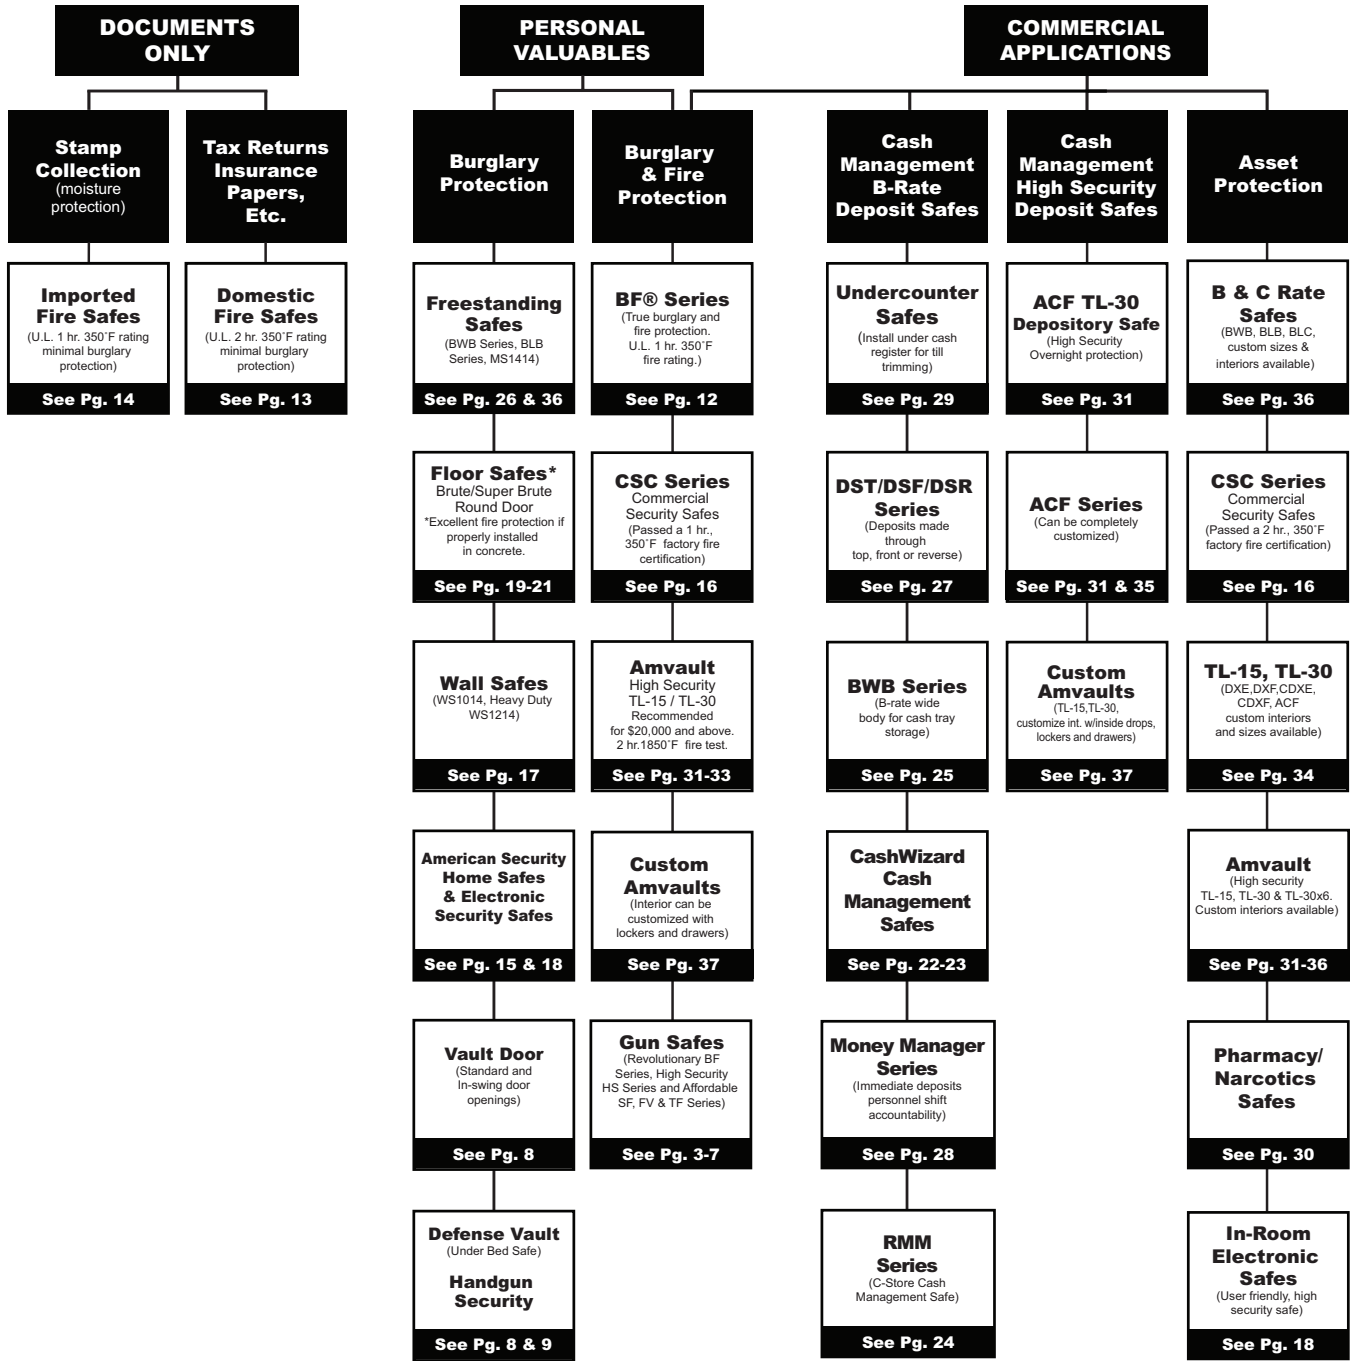 DOCUMENTS
ONLY
PERSONAL
VALUABLES
COMMERCIAL
APPLICATIONS
Stamp
Collection
(moisture
protection)
Tax Returns
Insurance
Papers,
Etc.
Burglary
Protection
Burglary
& Fire
Protection
Cash
Management
B-Rate
Deposit Safes
Cash
Management
High Security
Deposit Safes
Asset
Protection
Imported
Fire Safes
(U.L. 1 hr. 350˚F rating
minimal burglary
protection)
See Pg. 14
Domestic
Fire Safes
(U.L. 2 hr. 350˚F rating
minimal burglary
protection)
See Pg. 13
Freestanding
Safes
(BWB Series, BLB
Series, MS1414)
See Pg. 26 & 36
Floor Safes*
Brute/Super Brute
Round Door
*Excellent fire protection if
properly installed
in concrete.
See Pg. 19-21
Wall Safes
(WS1014, Heavy Duty
WS1214)
See Pg. 17
American Security
Home Safes
& Electronic
Security Safes
See Pg. 15 & 18
Vault Door
(Standard and
In-swing door
openings)
See Pg. 8
Defense Vault
(Under Bed Safe)
Handgun
Security
See Pg. 8 & 9
BF® Series
(True burglary and
fire protection.
U.L. 1 hr. 350˚F
fire rating.)
See Pg. 12
CSC Series
Commercial
Security Safes
(Passed a 1 hr.,
350˚F factory fire
certification)
See Pg. 16
Amvault
High Security
TL-15 / TL-30
Recommended
for $20,000 and above.
2 hr.1850˚F fire test.
See Pg. 31-33
Custom
Amvaults
(Interior can be
customized with
lockers and drawers)
See Pg. 37
Gun Safes
(Revolutionary BF
Series, High Security
HS Series and Affordable
SF, FV & TF Series)
See Pg. 3-7
Undercounter
Safes
(Install under cash
register for till
trimming)
See Pg. 29
DST/DSF/DSR
Series
(Deposits made
through
top, front or reverse)
See Pg. 27
BWB Series
(B-rate wide
body for cash tray
storage)
See Pg. 25
CashWizard
Cash
Management
Safes
See Pg. 22-23
Money Manager
Series
(Immediate deposits
personnel shift
accountability)
See Pg. 28
RMM
Series
(C-Store Cash
Management Safe)
See Pg. 24
ACF TL-30
Depository Safe
(High Security
Overnight protection)
See Pg. 31
ACF Series
(Can be completely
customized)
See Pg. 31 & 35
Custom
Amvaults
(TL-15,TL-30,
customize int. w/inside drops,
lockers and drawers)
See Pg. 37
B & C Rate
Safes
(BWB, BLB, BLC,
custom sizes &
interiors available)
See Pg. 36
CSC Series
Commercial
Security Safes
(Passed a 2 hr., 350˚F
factory fire certification)
See Pg. 16
TL-15, TL-30
(DXE,DXF,CDXE,
CDXF, ACF
custom interiors
and sizes available)
See Pg. 34
Amvault
(High security
TL-15, TL-30 & TL-30x6.
Custom interiors available)
See Pg. 31-36
Pharmacy/
Narcotics
Safes
See Pg. 30
In-Room
Electronic
Safes
(User friendly, high
security safe)
See Pg. 18